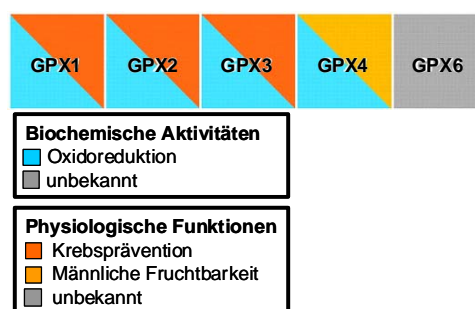 GPX1 GPX2 GPX3 GPX4 GPX6
Biochemische Aktivitäten
Oxidoreduktion
unbekannt
Physiologische Funktionen
Krebsprävention
Männliche Fruchtbarkeit
unbekannt